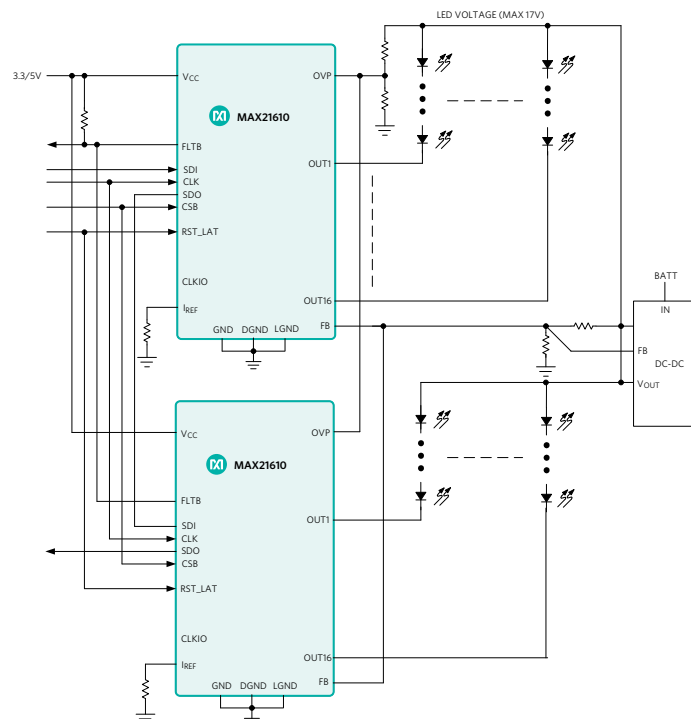 LED VOLTAGE (MAX 17V)
3.3/5V
VCC
OVP
MAX21610
FLTB
OUT1
SDI
CLK
SDO
CSB
RST_LAT
CLKIO
IREF
OUT16
FB
GND DGND LGND
BATT
IN
FB
DC-DC
VOUT
VCC
OVP
MAX21610
FLTB
OUT1
SDI
CLK
SDO
CSB
RST_LAT
CLKIO
IREF
OUT16
FB
GND DGND LGND